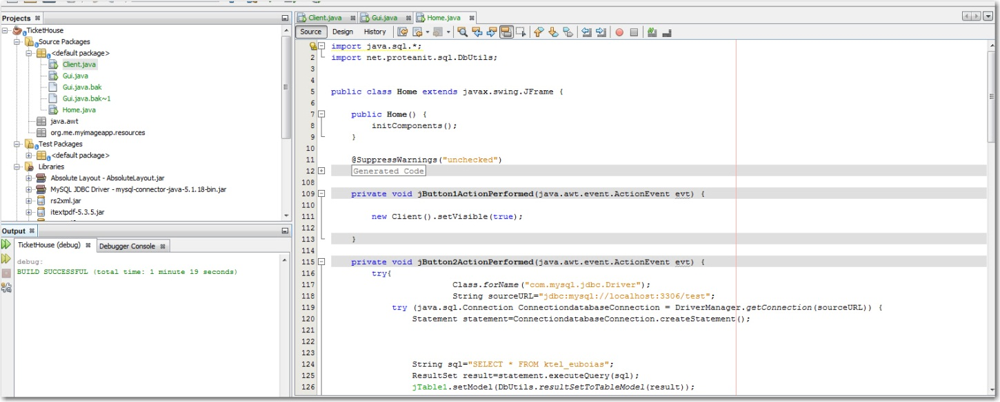 Projects
TicketHouse
Source Packages
<default package>
Client.java
Gui.java
Gui.java.bak
Gui.java.bak~1
Home.java
java.awt
org.me.myimageapp.resources
Test Packages
<default package>
Libraries
Absolute Layout - AbsoluteLayout.jar
MySQL JDBC Driver - mysql-connector-java-5.1.18-bin.jar
rs2xml.jar
itextpdf-5.3.5.jar
Output
TicketHouse (debug) Debugger Console
debug:
BUILD SUCCESSFUL (total time: 1 minute 19 seconds)
Client.java Gui.java Home.java
Source Design History
import java.sql.*;
2 import net.proteanit.sql.DbUtils;
3
4
5 public class Home extends javax.swing.JFrame {
6
7 public Home() {
8 initComponents();
9 }
10
11 @SuppressWarnings("unchecked")
12 Generated Code
108
109 private void jButton1ActionPerformed(java.awt.event.ActionEvent evt) {
110
111 new Client().setVisible(true);
112
113 }
114
115 private void jButton2ActionPerformed(java.awt.event.ActionEvent evt) {
116 try{
117 Class.forName("com.mysql.jdbc.Driver");
118 String sourceURL="jdbc:mysql://localhost:3306/test";
119 try (java.sql.Connection ConnectiondatabaseConnection = DriverManager.getConnection(sourceURL)) {
120 Statement statement=ConnectiondatabaseConnection.createStatement();
121
122
123
124 String sql="SELECT * FROM ktel_euboias";
125 ResultSet result=statement.executeQuery(sql);
126 jTable1.setModel(DbUtils.resultSetToTableModel(result));